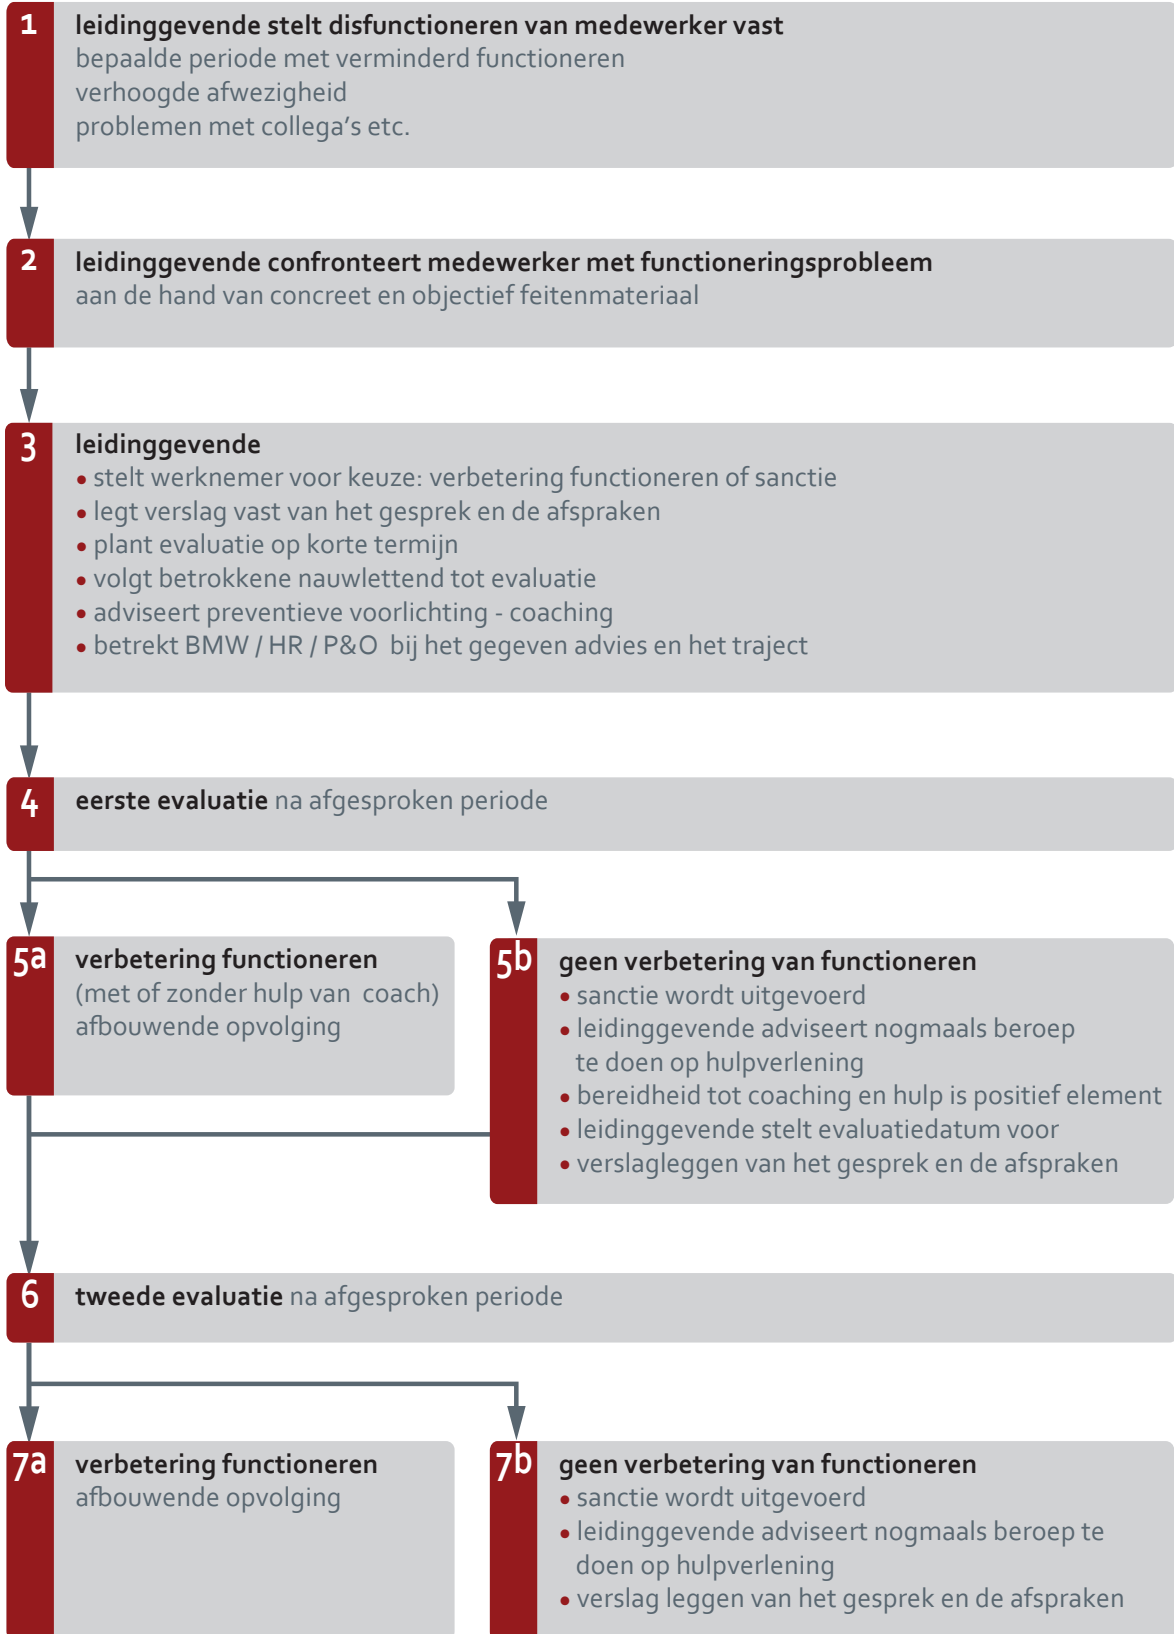 1 leidinggevende stelt disfunctioneren van medewerker vast
bepaalde periode met verminderd functioneren
verhoogde afwezigheid
problemen met collega's etc.
2 leidinggevende confronteert medewerker met functioneringsprobleem
aan de hand van concreet en objectief feitenmateriaal
3 leidinggevende
• stelt werknemer voor keuze: verbetering functioneren of sanctie
• legt verslag vast van het gesprek en de afspraken
• plant evaluatie op korte termijn
• volgt betrokkene nauwlettend tot evaluatie
• adviseert preventieve voorlichting - coaching
• betrekt BMW / HR / P&O bij het gegeven advies en het traject
4 eerste evaluatie na afgesproken periode
5a verbetering functioneren
(met of zonder hulp van coach)
afbouwende opvolging
5b geen verbetering van functioneren
• sanctie wordt uitgevoerd
• leidinggevende adviseert nogmaals beroep
te doen op hulpverlening
• bereidheid tot coaching en hulp is positief element
• leidinggevende stelt evaluatiedatum voor
• verslagleggen van het gesprek en de afspraken
6 tweede evaluatie na afgesproken periode
7a verbetering functioneren
afbouwende opvolging
7b geen verbetering van functioneren
• sanctie wordt uitgevoerd
• leidinggevende adviseert nogmaals beroep te
doen op hulpverlening
• verslag leggen van het gesprek en de afspraken